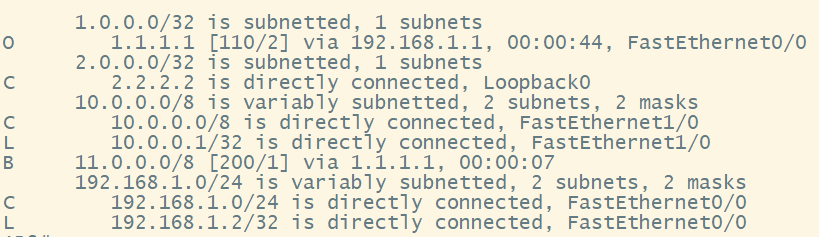 1.0.0.0/32 is subnetted, 1 subnets
O 1.1.1.1 [110/2] via 192.168.1.1, 00:00:44, FastEthernet0/0
2.0.0.0/32 is subnetted, 1 subnets
C 2.2.2.2 is directly connected, Loopback0
10.0.0.0/8 is variably subnetted, 2 subnets, 2 masks
C 10.0.0.0/8 is directly connected, FastEthernet1/0
L 10.0.0.1/32 is directly connected, FastEthernet1/0
B 11.0.0.0/8 [200/1] via 1.1.1.1, 00:00:07
192.168.1.0/24 is variably subnetted, 2 subnets, 2 masks
C 192.168.1.0/24 is directly connected, FastEthernet0/0
L 192.168.1.2/32 is directly connected, FastEthernet0/0